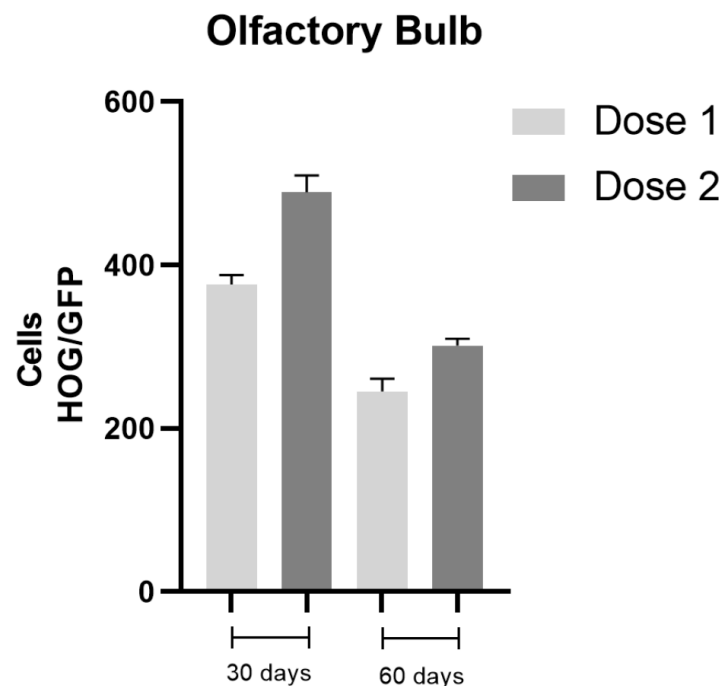 Olfactory Bulb
Dose 1
Dose 2
Cells
HOG/GFP
600
400
200
0
30 days
60 days